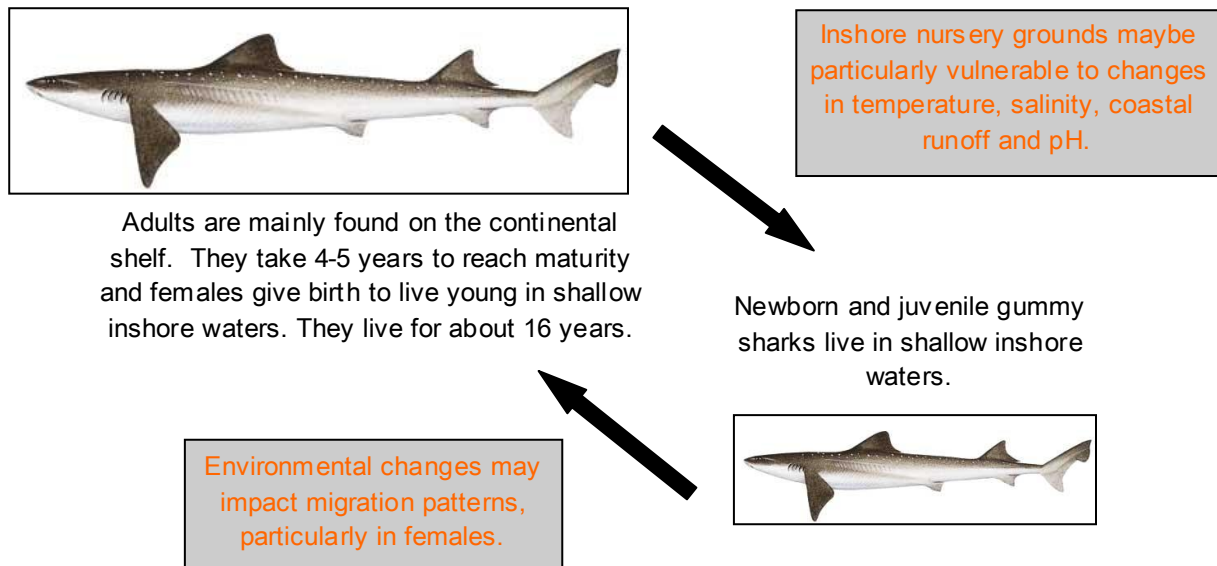 Inshore nursery grounds maybe
particularly vulnerable to changes
in temperature, salinity, coastal
runoff and pH.
Adults are mainly found on the continental
shelf.  They take 4-5 years to reach maturity
and females give birth to live young in shallow
inshore waters. They live for about 16 years.
Newborn and juvenile gummy
sharks live in shallow inshore
waters.
Environmental changes may
impact migration patterns,
particularly in females.